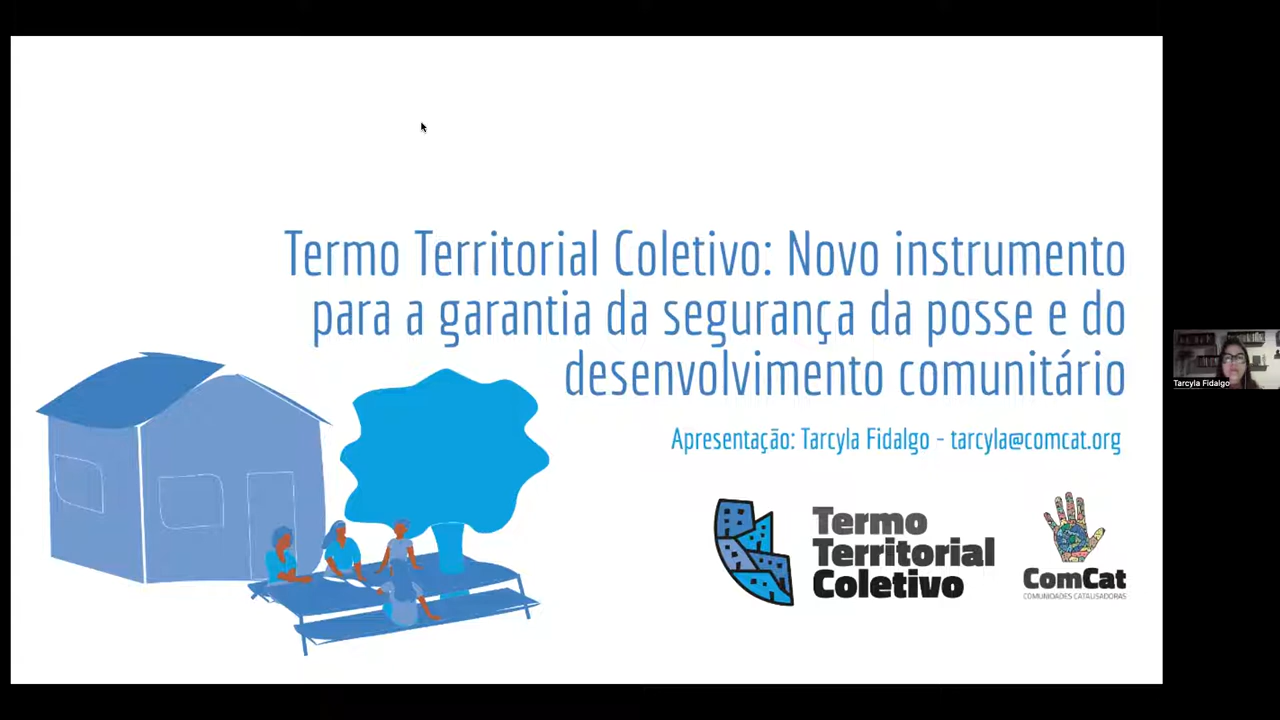 Termo Territorial Coletivo: Novo instrumento
para a garantia da segurança da posse e do
desenvolvimento comunitário
Apresentação: Tarcyla Fidalgo - tarcyla@comcat.org
Termo
Territorial
Coletivo
ComCat
COMUNIDADES CATALISADORAS
Tarcyla Fidalgo